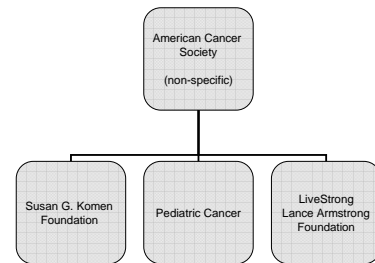 American Cancer
Society
(non-specific)
Susan G. Komen
Foundation
Pediatric Cancer
LiveStrong
Lance Armstrong
Foundation